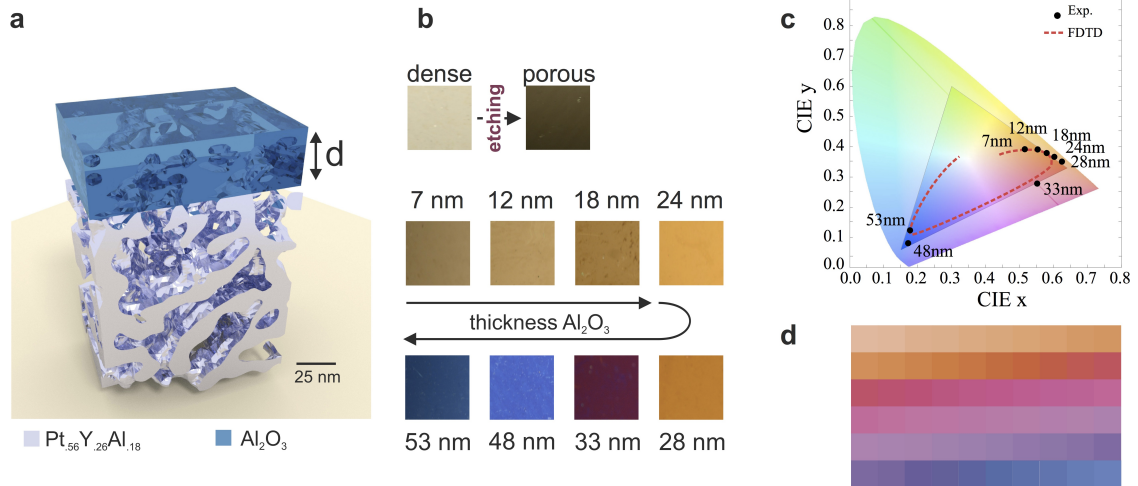 a
d
25 nm
Pt.56Y.26Al.18
Al2O3
b
dense
porous
etching
7 nm
12 nm
18 nm
24 nm
thickness Al2O3
53 nm
48 nm
33 nm
28 nm
c
Exp.
FDTD
CIE y
0.8
0.7
0.6
0.5
0.4
0.3
0.2
0.1
0.0
12nm
18nm
7nm
24nm
28nm
33nm
53nm
48nm
0.0
0.1
0.2
0.3
0.4
0.5
0.6
0.7
0.8
CIE x
d